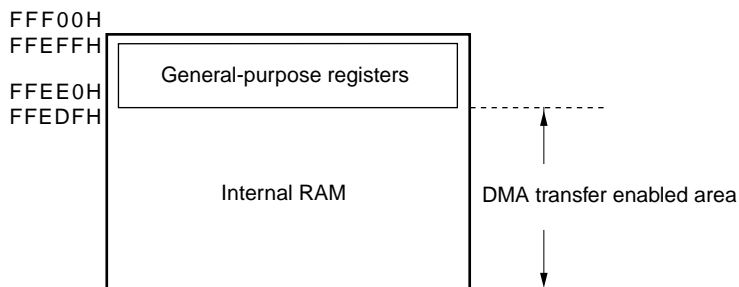 FFF00H
FFEFFH
General-purpose registers
FFEE0H
FFEDFH
Internal RAM
DMA transfer enabled area